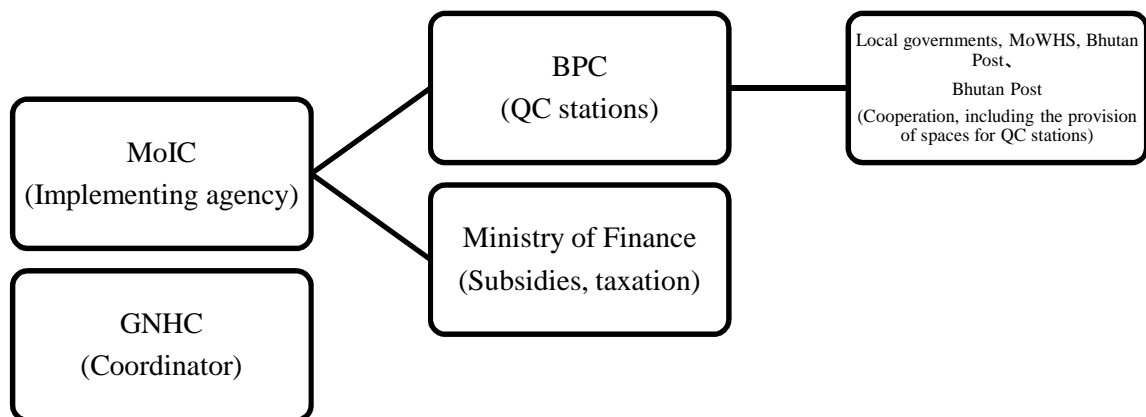 MoIC
(Implementing agency)
GNHC
(Coordinator)
BPC
(QC stations)
Ministry of Finance
(Subsidies, taxation)
Local governments, MoWHS, Bhutan
Post、
Bhutan Post
(Cooperation, including the provision
of spaces for QC stations)